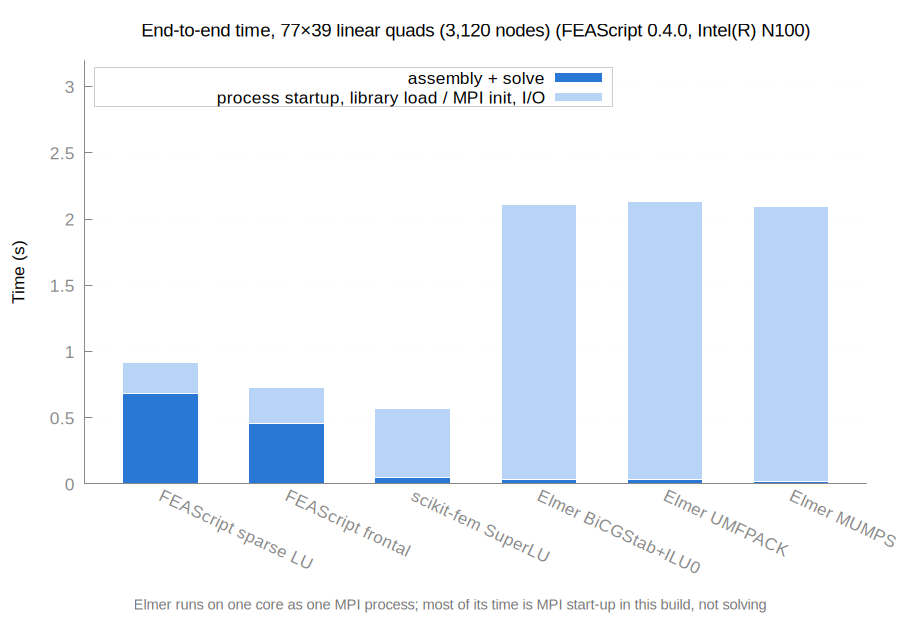 End-to-end time, 77×39 linear quads (3,120 nodes) (FEAScript 0.4.0, Intel(R) N100)
assembly + solve
process startup, library load / MPI init, I/O
Time (s)
3
2.5
2
1.5
1
0.5
0
FEAScript sparse LU
FEAScript frontal
scikit-fem SuperLU
Elmer BiCGStab+ILU0
Elmer UMFPACK
Elmer MUMPS
Elmer runs on one core as one MPI process; most of its time is MPI start-up in this build, not solving